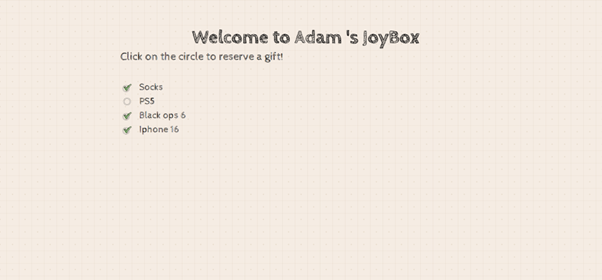 Welcome to Adam 's JoyBox
Click on the circle to reserve a gift!
Socks
PS5
Black ops 6
Iphone 16